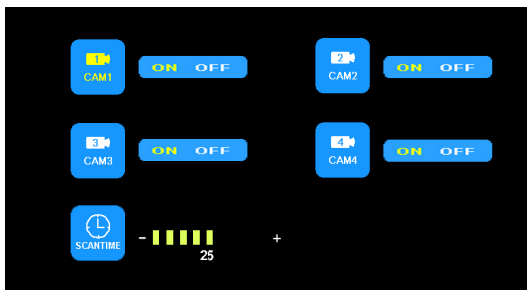 1
CAM1
ON OFF
2
CAM2
ON OFF
3
CAM3
ON OFF
4
CAM4
ON OFF
SCANTIME
- +
25